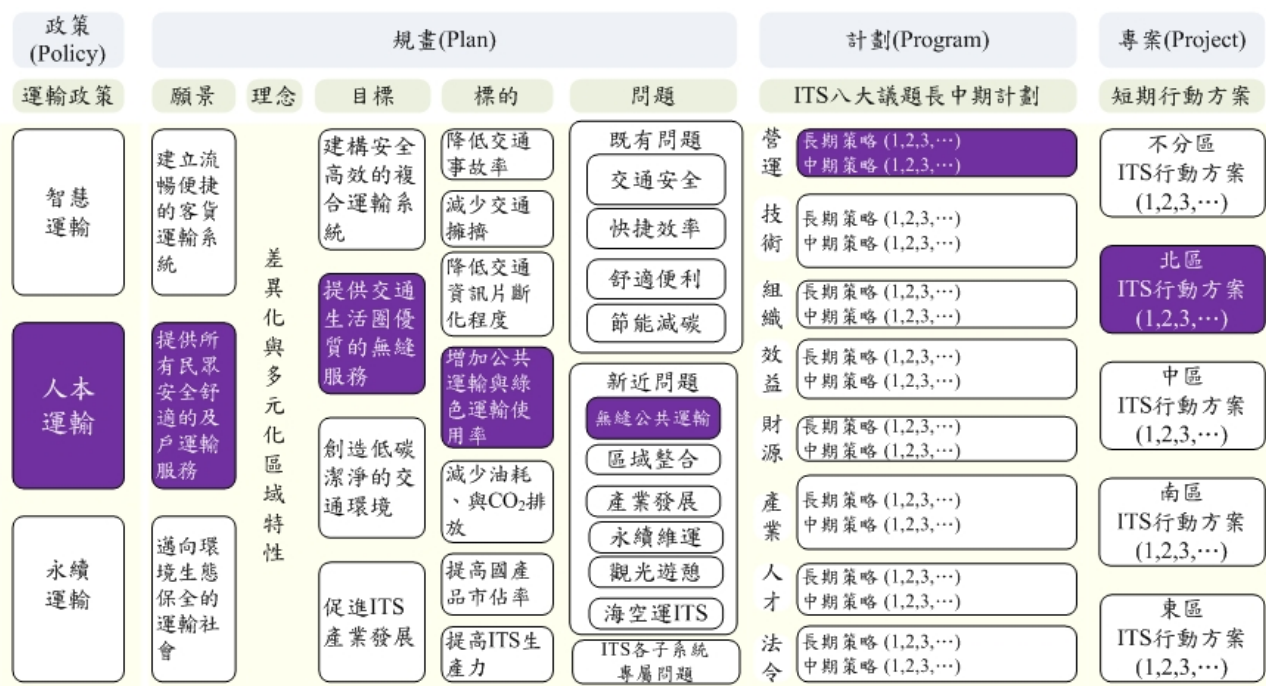 政策
(Policy)
規畫(Plan)
計劃(Program)
專案(Project)
運輸政策
願景
理念
目標
標的
問題
ITS八大議題長中期計劃
短期行動方案
智慧
運輸
人本
運輸
永續
運輸
建立流
暢便捷
的客貨
運輸系
統
提供所
有民眾
安全舒
適的及
戶運輸
服務
邁向環
境生態
保全的
運輸社
會
差
異
化
與
多
元
化
區
域
特
性
建構安全
高效的複
合運輸系
統
提供交通
生活圈優
質的無縫
服務
創造低碳
潔淨的交
通環境
促進ITS
產業發展
降低交通
事故率
減少交通
擁擠
降低交通
資訊片斷
化程度
增加公共
運輸與綠
色運輸使
用率
減少油耗
、與CO₂排
放
提高國產
品市佔率
提高ITS生
產力
既有問題
交通安全
快捷效率
舒適便利
節能減碳
新近問題
無縫公共運輸
區域整合
產業發展
永續維運
觀光遊憩
海空運ITS
ITS各子系統
專屬問題
營
運
長期策略 (1,2,3,⋯)
中期策略 (1,2,3,⋯)
技
術
長期策略 (1,2,3,⋯)
中期策略 (1,2,3,⋯)
組
織
長期策略 (1,2,3,⋯)
中期策略 (1,2,3,⋯)
效
益
長期策略 (1,2,3,⋯)
中期策略 (1,2,3,⋯)
財
源
長期策略 (1,2,3,⋯)
中期策略 (1,2,3,⋯)
產
業
長期策略 (1,2,3,⋯)
中期策略 (1,2,3,⋯)
人
才
長期策略 (1,2,3,⋯)
中期策略 (1,2,3,⋯)
法
令
長期策略 (1,2,3,⋯)
中期策略 (1,2,3,⋯)
不分區
ITS行動方案
(1,2,3,⋯)
北區
ITS行動方案
(1,2,3,⋯)
中區
ITS行動方案
(1,2,3,⋯)
南區
ITS行動方案
(1,2,3,⋯)
東區
ITS行動方案
(1,2,3,⋯)